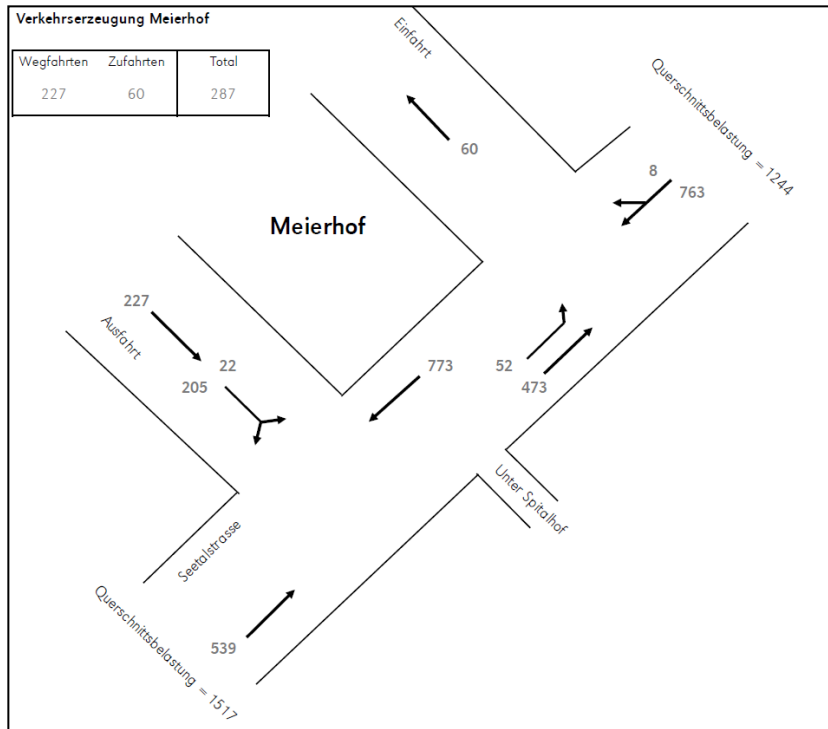 Verkehrserzeugung Meierhof
Wegfahrten Zufahrten Total
227 60 287
Einfahrt
60
Querschnittsbelastung = 1244
8
763
Meierhof
227
Ausfahrt
22
205
773
52
473
Unter Spitalhof
Seetalstrasse
539
Querschnittsbelastung = 1517